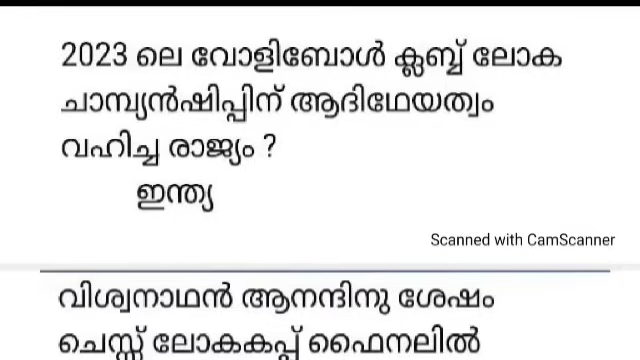 2023 ലെ വോളിബോൾ ക്ലബ്ബ് ലോക
ചാമ്പ്യൻഷിപ്പിന് ആദിഥേയത്വം
വഹിച്ച രാജ്യം ?
ഇന്ത്യ
Scanned with CamScanner
വിശ്വനാഥൻ ആനന്ദിനു ശേഷം
ചെസ്സ് ലോകകപ്പ് ഫൈനലിൽ